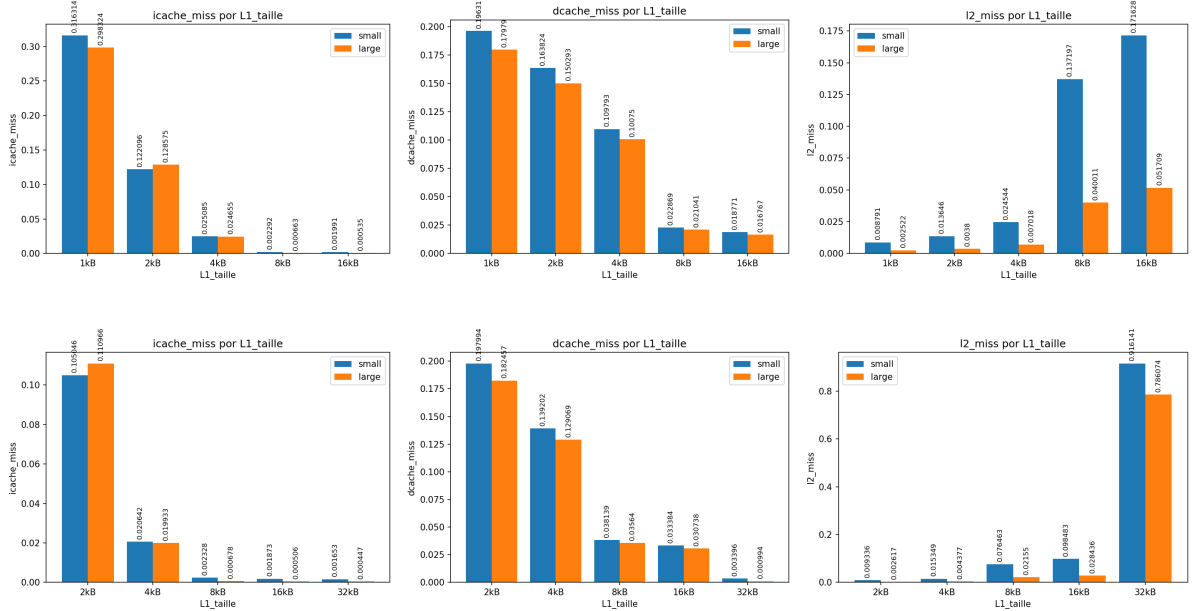 icache_miss por L1_taille
icache_miss
0.30
0.25
0.20
0.15
0.10
0.05
0.00
0.316314
0.298324
0.122096
0.128575
0.025085
0.024655
0.002292
0.00063
0.001991
0.000535
small
large
1kB
2kB
4kB
8kB
16kB
L1_taille
dcache_miss por L1_taille
dcache_miss
0.200
0.175
0.150
0.125
0.100
0.075
0.050
0.025
0.000
0.19631
0.17979
0.163824
0.150293
0.109793
0.10075
0.022869
0.021041
0.018771
0.016767
small
large
1kB
2kB
4kB
8kB
16kB
L1_taille
l2_miss por L1_taille
l2_miss
0.175
0.150
0.125
0.100
0.075
0.050
0.025
0.000
0.008791
0.002522
0.013646
0.0038
0.024544
0.007018
0.137197
0.040011
0.171628
0.051709
small
large
1kB
2kB
4kB
8kB
16kB
L1_taille
icache_miss por L1_taille
icache_miss
0.10
0.08
0.06
0.04
0.02
0.00
0.105046
0.110966
0.020642
0.019933
0.002328
0.000678
0.001873
0.000506
0.001653
0.000447
small
large
2kB
4kB
8kB
16kB
32kB
L1_taille
dcache_miss por L1_taille
dcache_miss
0.200
0.175
0.150
0.125
0.100
0.075
0.050
0.025
0.000
0.197994
0.182457
0.139202
0.129069
0.038139
0.03564
0.033384
0.030738
0.003396
0.000994
small
large
2kB
4kB
8kB
16kB
32kB
L1_taille
l2_miss por L1_taille
l2_miss
0.8
0.6
0.4
0.2
0.0
0.009336
0.002617
0.015349
0.004377
0.076463
0.02155
0.098483
0.028436
0.916141
0.786074
small
large
2kB
4kB
8kB
16kB
32kB
L1_taille